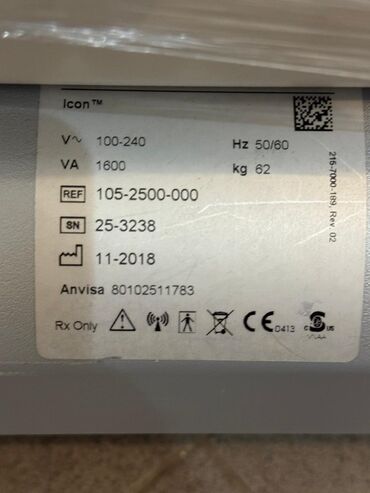 Icon™
V~ 100-240 Hz 50/60
VA 1600 kg 62
REF 105-2500-000
SN 25-3238
11-2018
Anvisa 80102511783
Rx Only CE 0413 C US
215-7000-189, Rev. 02